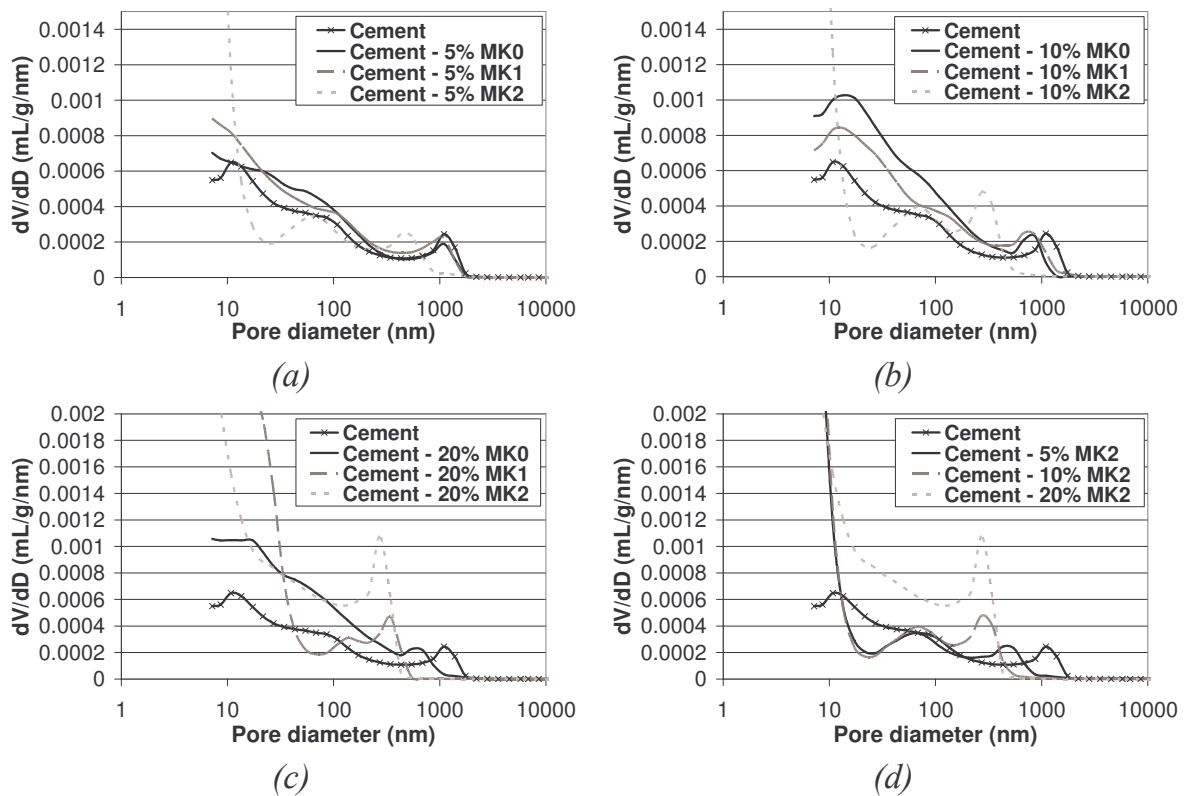 0.0014
0.0012
0.001
0.0008
0.0006
0.0004
0.0002
0
dV/dD (mL/g/nm)
Cement
Cement - 5% MK0
Cement - 5% MK1
Cement - 5% MK2
1 10 100 1000 10000
Pore diameter (nm)
(a)
0.0014
0.0012
0.001
0.0008
0.0006
0.0004
0.0002
0
dV/dD (mL/g/nm)
Cement
Cement - 10% MK0
Cement - 10% MK1
Cement - 10% MK2
1 10 100 1000 10000
Pore diameter (nm)
(b)
0.002
0.0018
0.0016
0.0014
0.0012
0.001
0.0008
0.0006
0.0004
0.0002
0
dV/dD (mL/g/nm)
Cement
Cement - 20% MK0
Cement - 20% MK1
Cement - 20% MK2
1 10 100 1000 10000
Pore diameter (nm)
(c)
0.002
0.0018
0.0016
0.0014
0.0012
0.001
0.0008
0.0006
0.0004
0.0002
0
dV/dD (mL/g/nm)
Cement
Cement - 5% MK2
Cement - 10% MK2
Cement - 20% MK2
1 10 100 1000 10000
Pore diameter (nm)
(d)